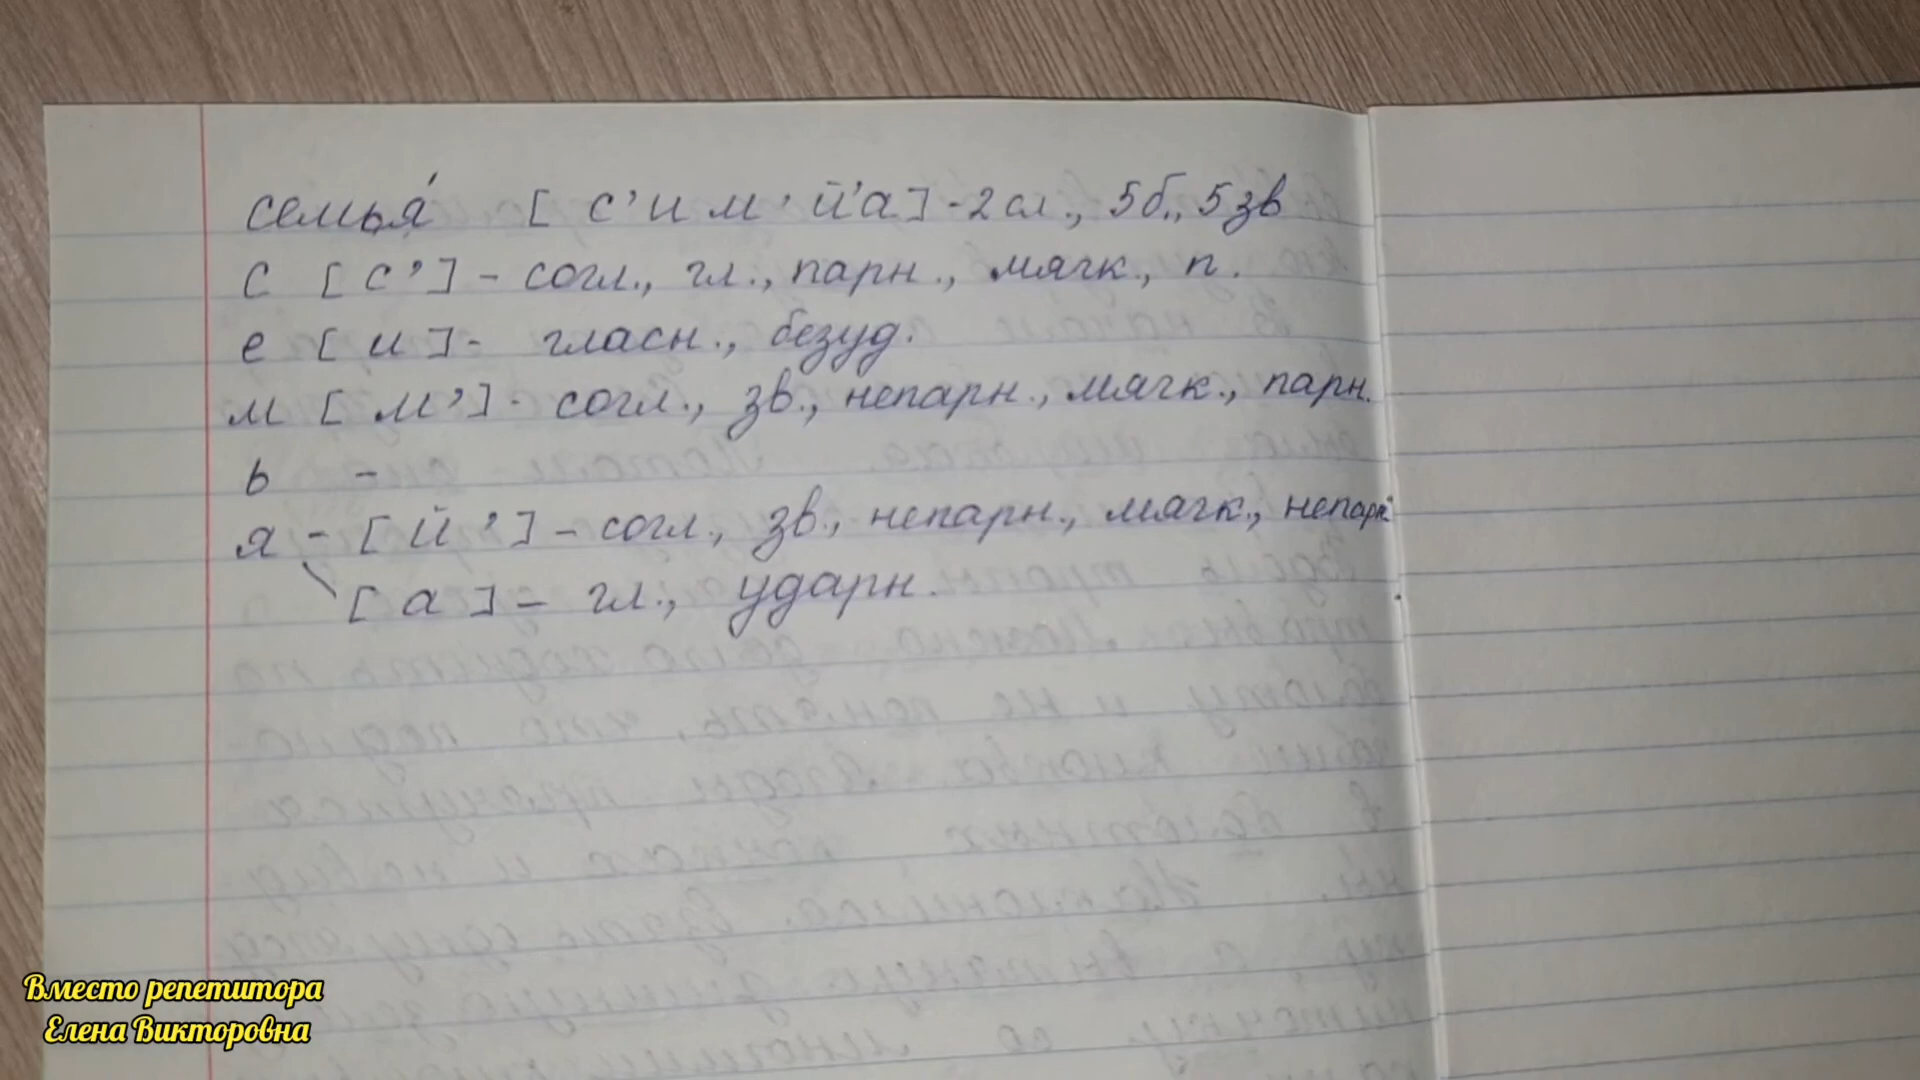 семья́ [с'им'й'а] - 2 сл., 5 б., 5 зв
с [с'] - согл., гл., парн., мягк., п.
е [и] - гласн., безуд.
м [м'] - согл., зв., непарн., мягк., парн.
ь -
я - [й'] - согл., зв., непарн., мягк., непарн.
[а] - гл., ударн.
Вместо репетитора
Елена Викторовна